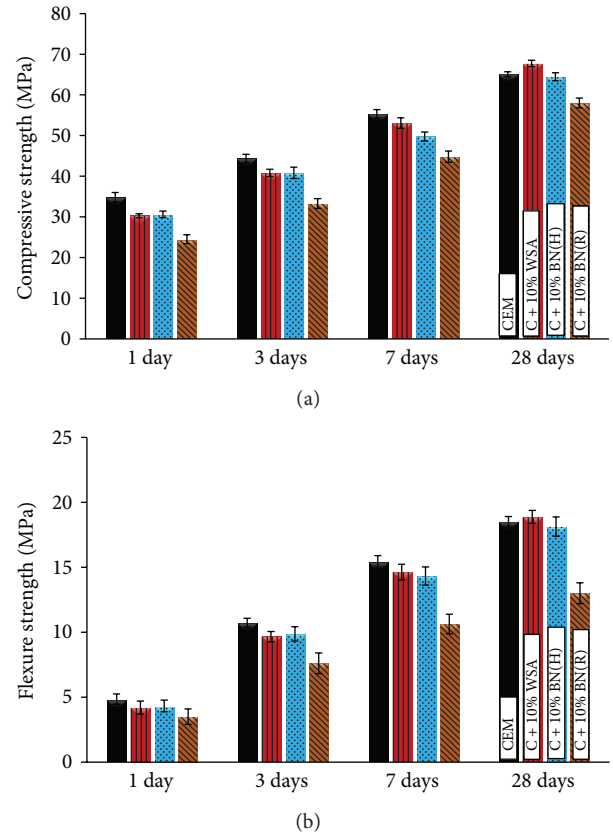 80
70
60
50
40
30
20
10
0
Compressive strength (MPa)
CEM
C + 10% WSA
C + 10% BN(H)
C + 10% BN(R)
1 day 3 days 7 days 28 days
(a)
25
20
15
10
5
0
Flexure strength (MPa)
CEM
C + 10% WSA
C + 10% BN(H)
C + 10% BN(R)
1 day 3 days 7 days 28 days
(b)